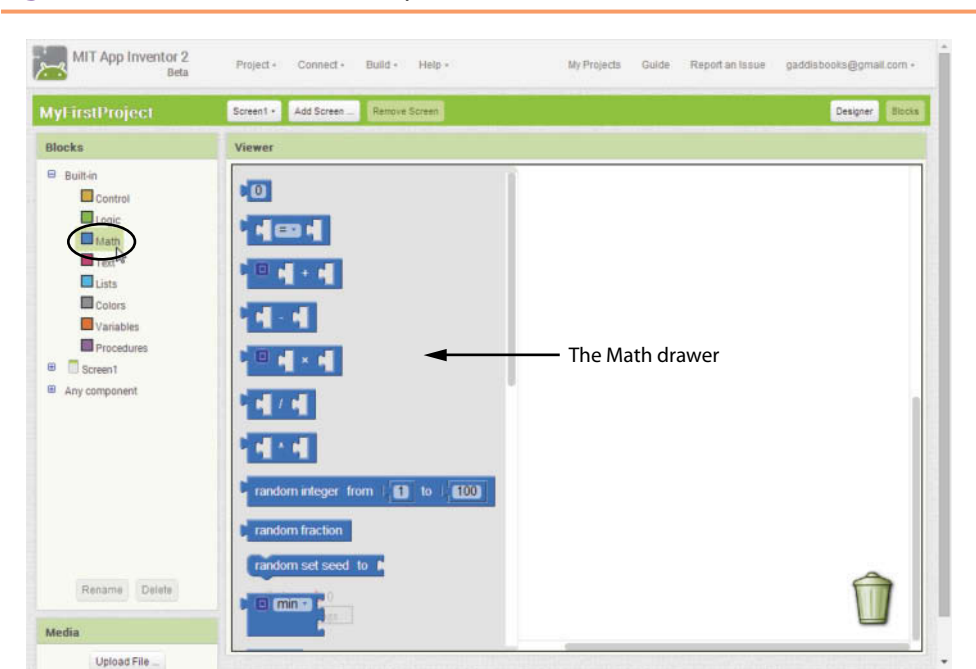 MIT App Inventor 2
Beta
Project
Connect
Build
Help
My Projects
Guide
Report an Issue
gaddisbooks@gmail.com
MyFirstProject
Screen1
Add Screen ...
Remove Screen
Designer
Blocks
Blocks
Viewer
Built-in
Control
Logic
Math
Text
Lists
Colors
Variables
Procedures
Screen1
Any component
0
=
+
-
×
/
^
random integer from 1 to 100
random fraction
random set seed to
min
The Math drawer
Rename
Delete
Media
Upload File ...